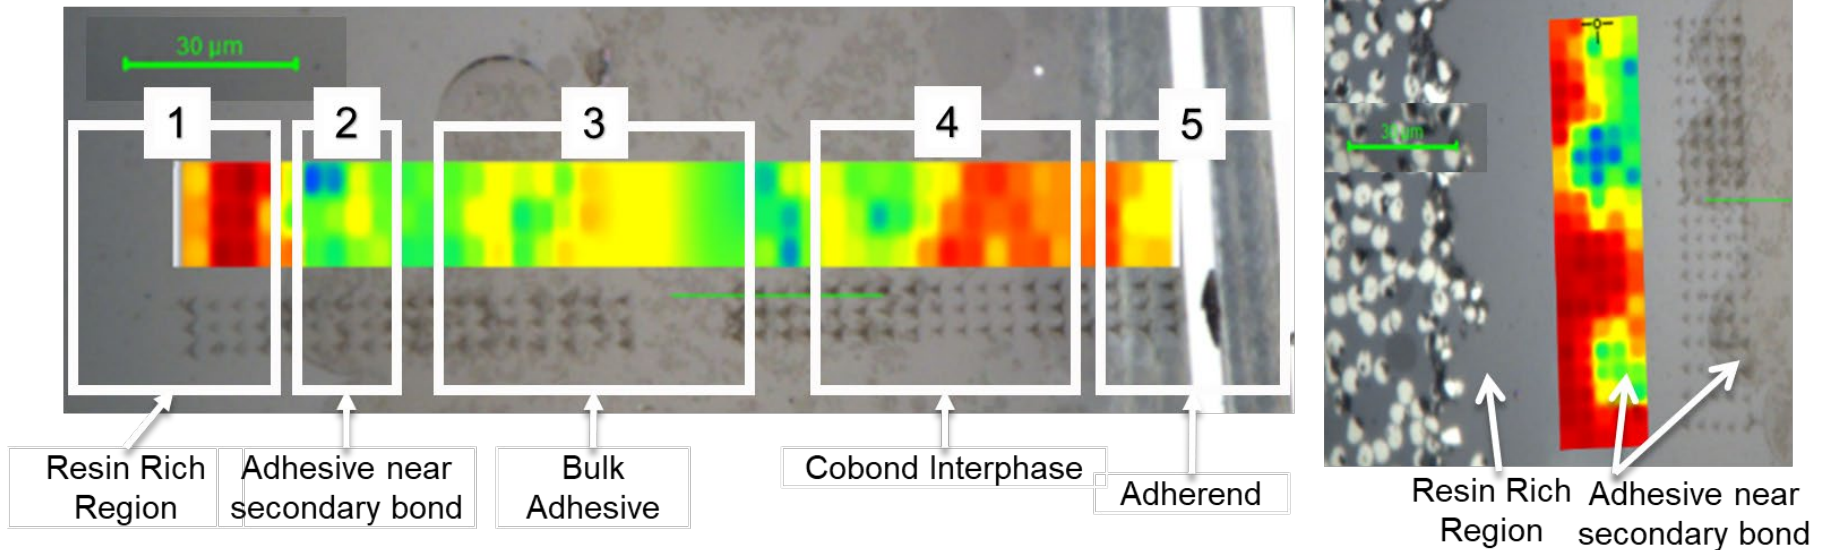 30 µm
1
2
3
4
5
Resin Rich
Region
Adhesive near
secondary bond
Bulk
Adhesive
Cobond Interphase
Adherend
30 µm
Resin Rich
Region
Adhesive near
secondary bond